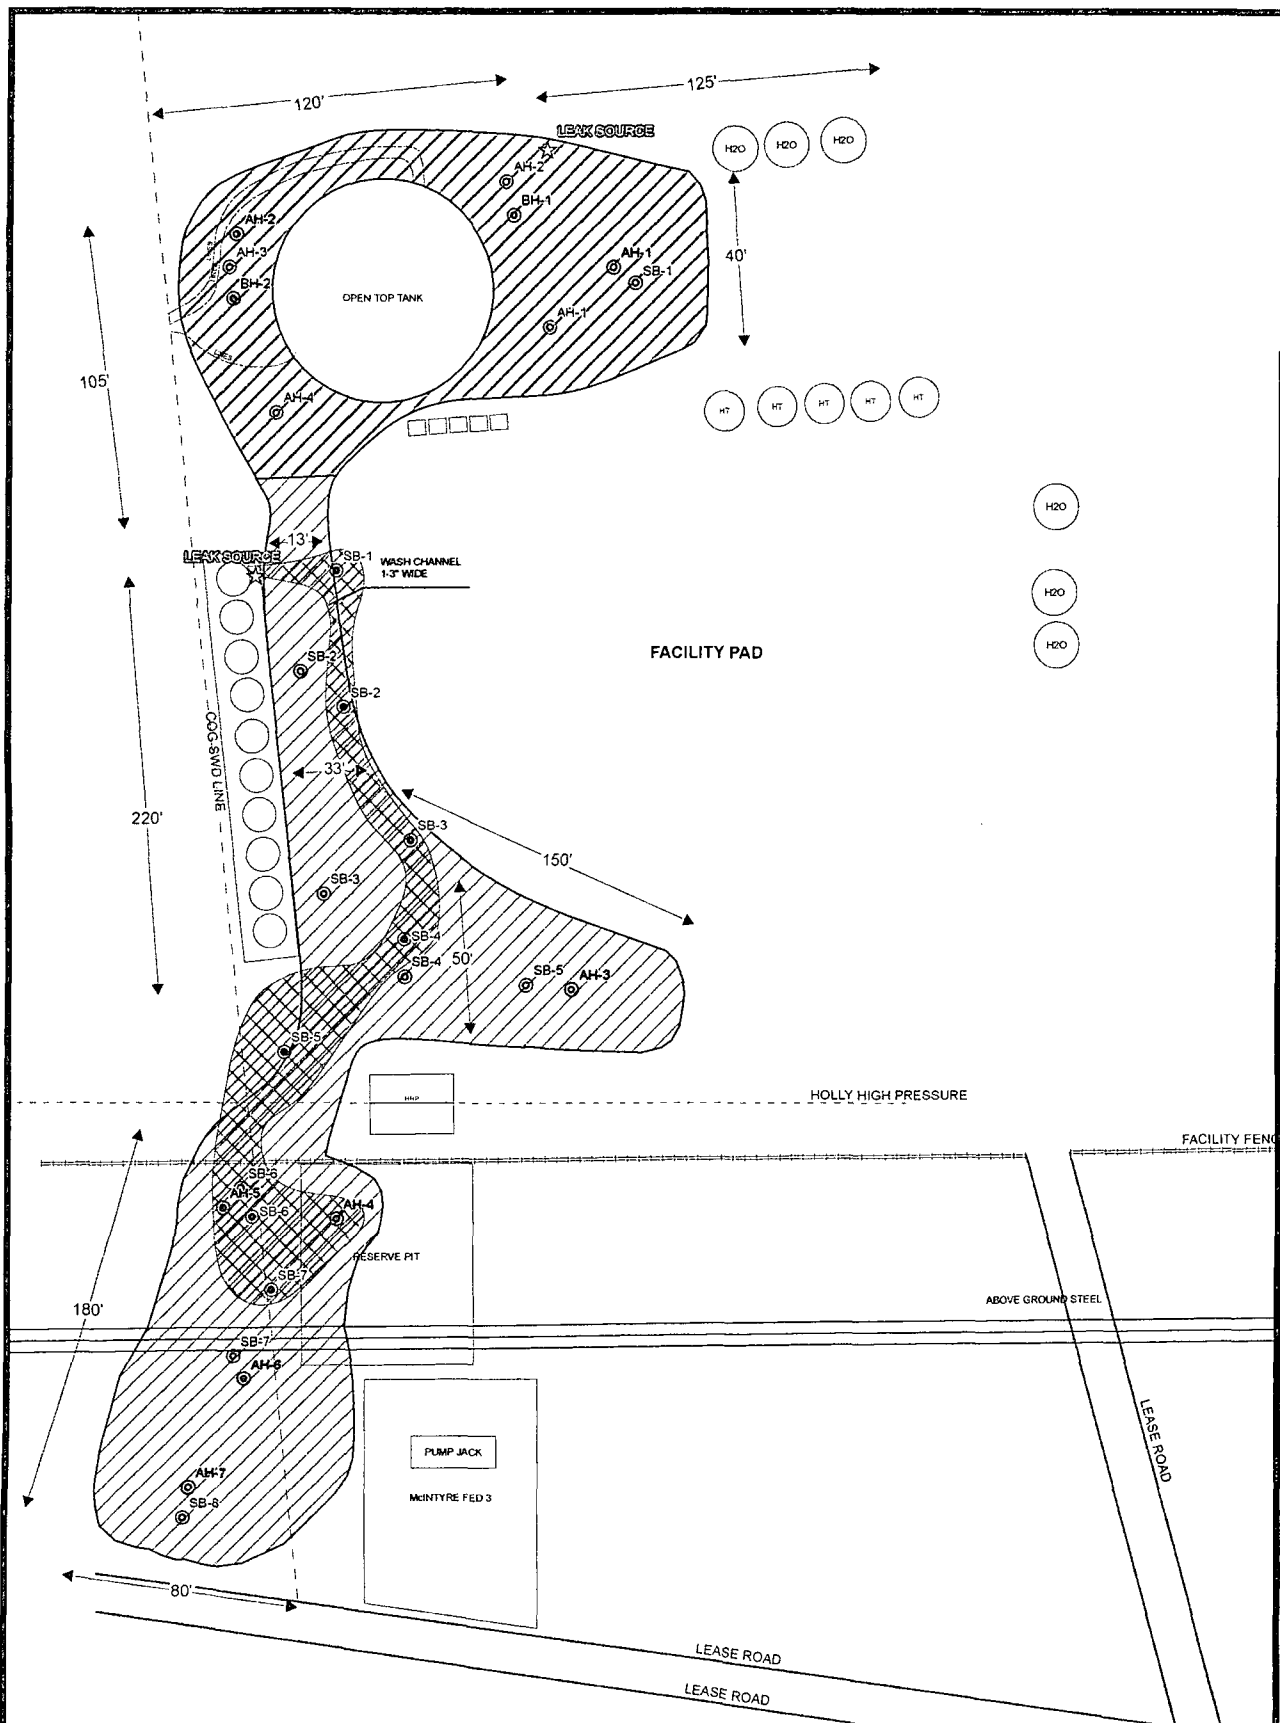 120'
125'
LEAK SOURCE
H2O
H2O
H2O
AH-2
BH-1
AH-2
AH-3
BH-2
AH-1
SB-1
40'
OPEN TOP TANK
AH-1
LINES
105'
AH-4
HT
HT
HT
HT
HT
H2O
13'
LEAK SOURCE
SB-1
WASH CHANNEL
1-3" WIDE
H2O
H2O
SB-2
FACILITY PAD
SB-2
COG-SWD LINE
33'
220'
SB-3
150'
SB-3
SB-4
50'
SB-4
SB-5
AH-3
SB-5
HHP
HOLLY HIGH PRESSURE
FACILITY FENC
SB-6
AH-5
SB-6
AH-4
RESERVE PIT
SB-7
180'
ABOVE GROUND STEEL
SB-7
AH-6
LEASE ROAD
PUMP JACK
AH-7
McINTYRE FED 3
SB-8
80'
LEASE ROAD
LEASE ROAD